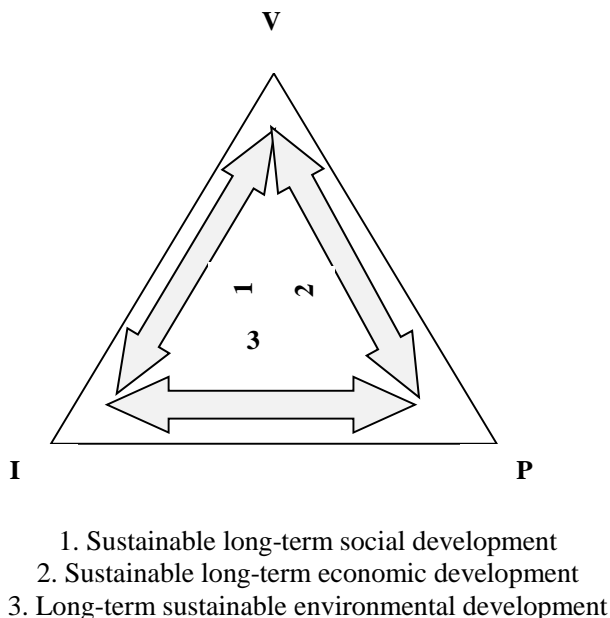 V
1
2
3
I
P
1. Sustainable long-term social development
2. Sustainable long-term economic development
3. Long-term sustainable environmental development